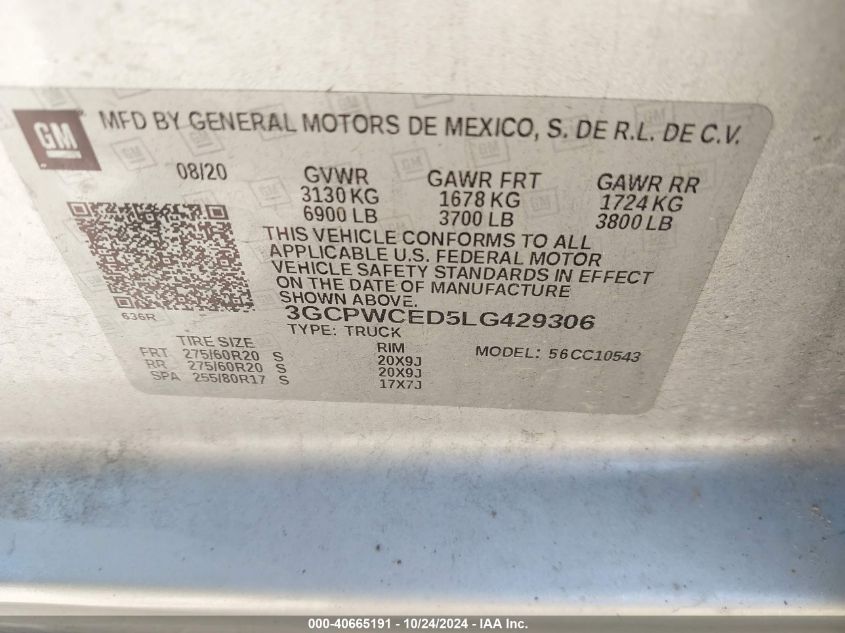 GM MFD BY GENERAL MOTORS DE MEXICO, S. DE R.L. DE C.V.
08/20 GVWR GAWR FRT GAWR RR
3130 KG 1678 KG 1724 KG
6900 LB 3700 LB 3800 LB
THIS VEHICLE CONFORMS TO ALL
APPLICABLE U.S. FEDERAL MOTOR
VEHICLE SAFETY STANDARDS IN EFFECT
ON THE DATE OF MANUFACTURE
SHOWN ABOVE.
636R
3GCPWCED5LG429306
TYPE: TRUCK
TIRE SIZE RIM MODEL: 56CC10543
FRT 275/60R20 S 20X9J
RR 275/60R20 S 20X9J
SPA 255/80R17 S 17X7J
000-40665191 - 10/24/2024 - IAA Inc.